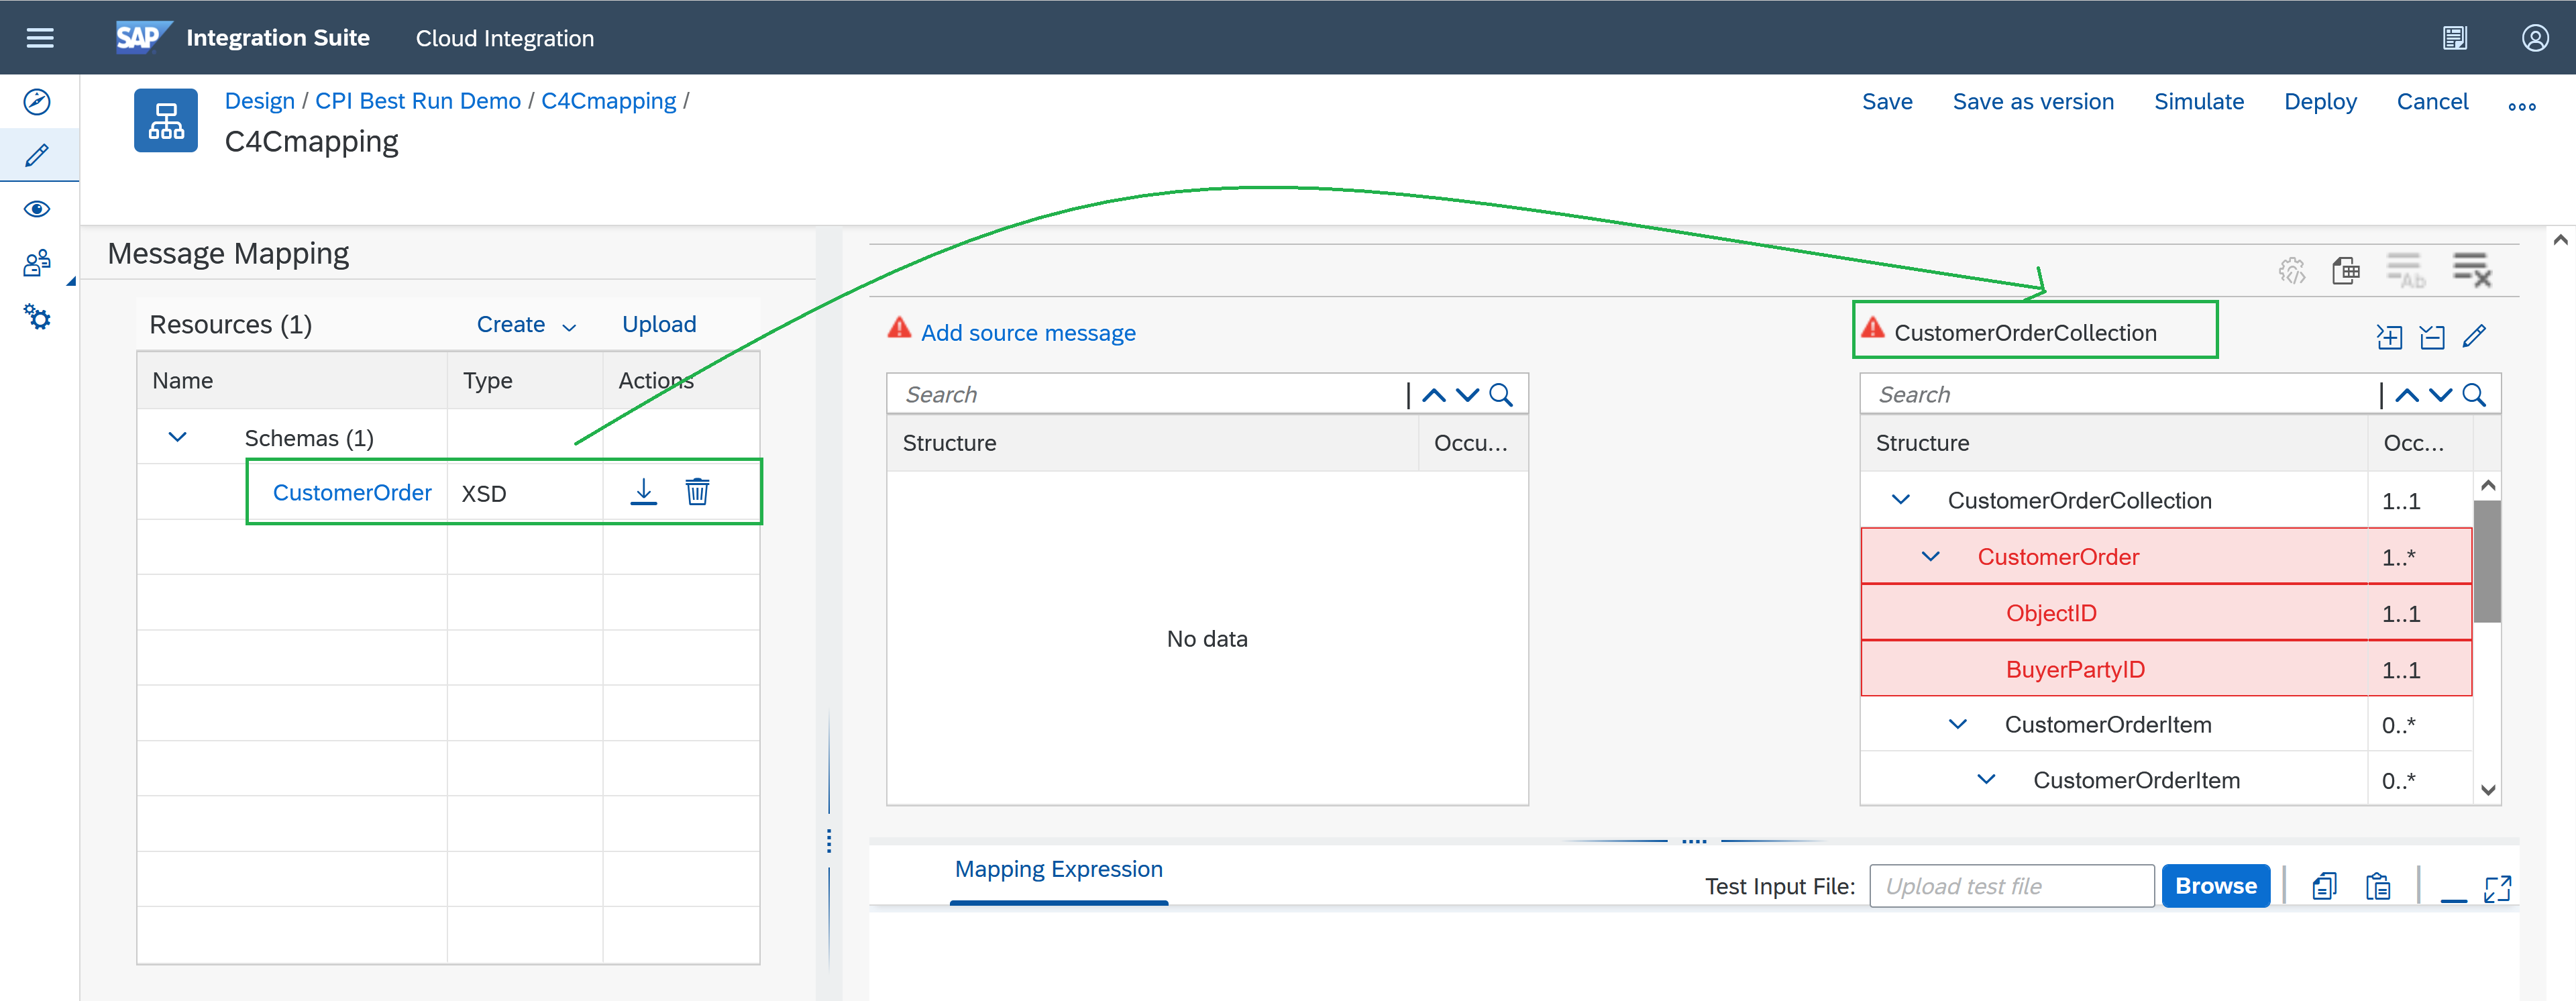 SAP Integration Suite Cloud Integration
Design / CPI Best Run Demo / C4Cmapping /
C4Cmapping
Save Save as version Simulate Deploy Cancel
Message Mapping
Resources (1) Create Upload
Name Type Actions
Schemas (1)
CustomerOrder XSD
Ab
Add source message
Search
Structure Occu...
No data
CustomerOrderCollection
Search
Structure Occ...
CustomerOrderCollection 1..1
CustomerOrder 1..*
ObjectID 1..1
BuyerPartyID 1..1
CustomerOrderItem 0..*
CustomerOrderItem 0..*
Mapping Expression
Test Input File: Upload test file Browse